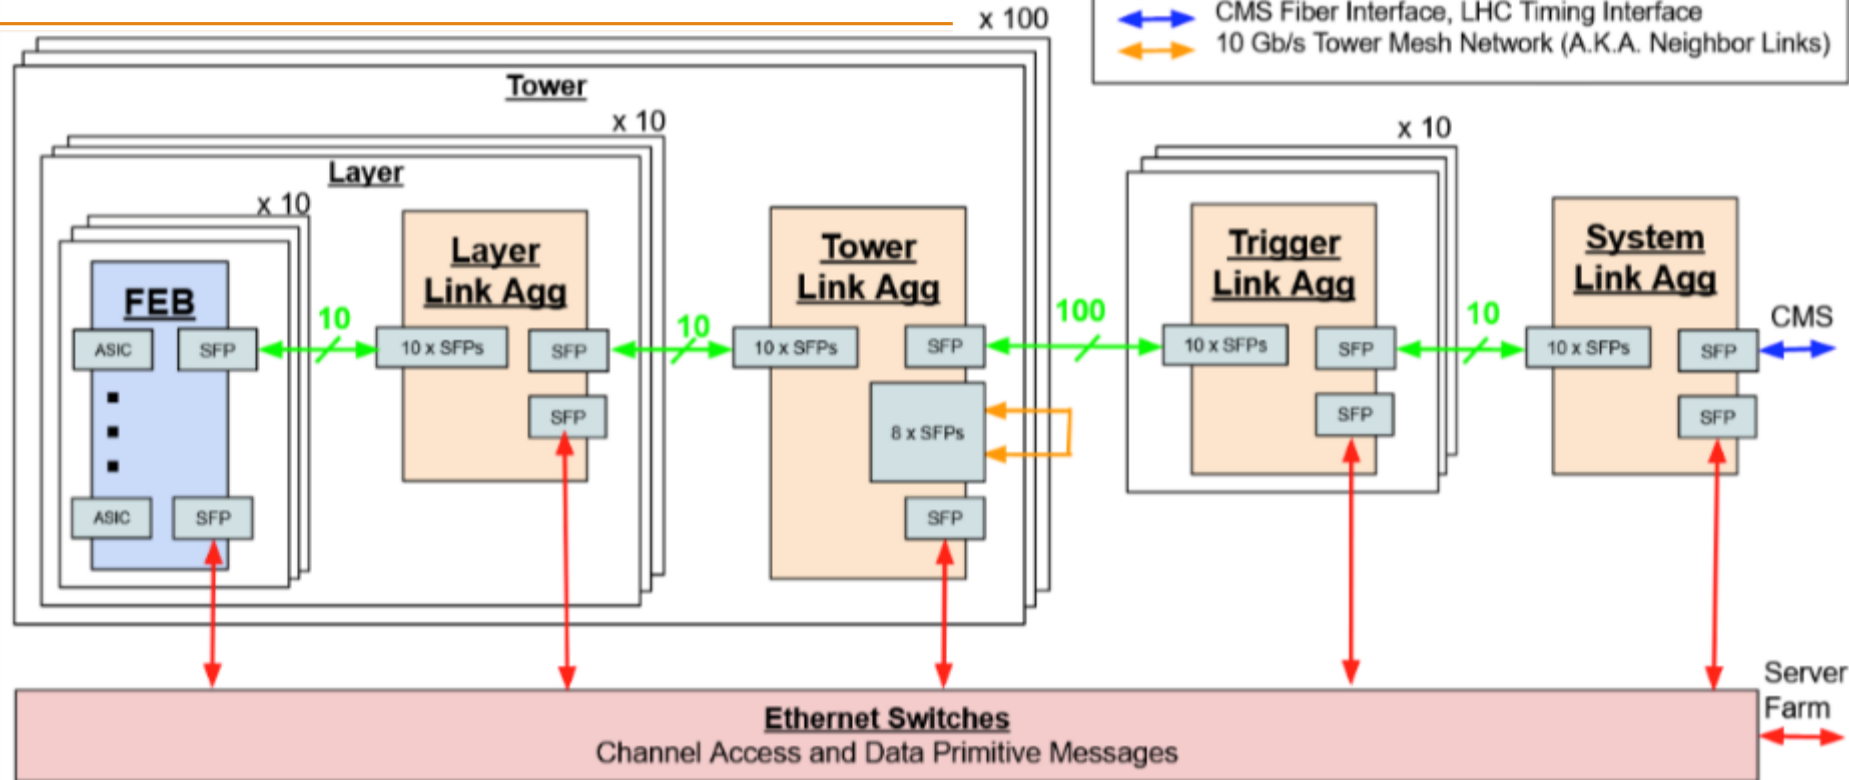 x 100
CMS Fiber Interface, LHC Timing Interface
10 Gb/s Tower Mesh Network (A.K.A. Neighbor Links)
Tower
x 10
Layer
x 10
FEB
ASIC
SFP
ASIC
SFP
10
Layer
Link Agg
10 x SFPs
SFP
SFP
10
Tower
Link Agg
10 x SFPs
SFP
8 x SFPs
SFP
100
x 10
Trigger
Link Agg
10 x SFPs
SFP
SFP
10
System
Link Agg
10 x SFPs
SFP
SFP
CMS
Server
Farm
Ethernet Switches
Channel Access and Data Primitive Messages